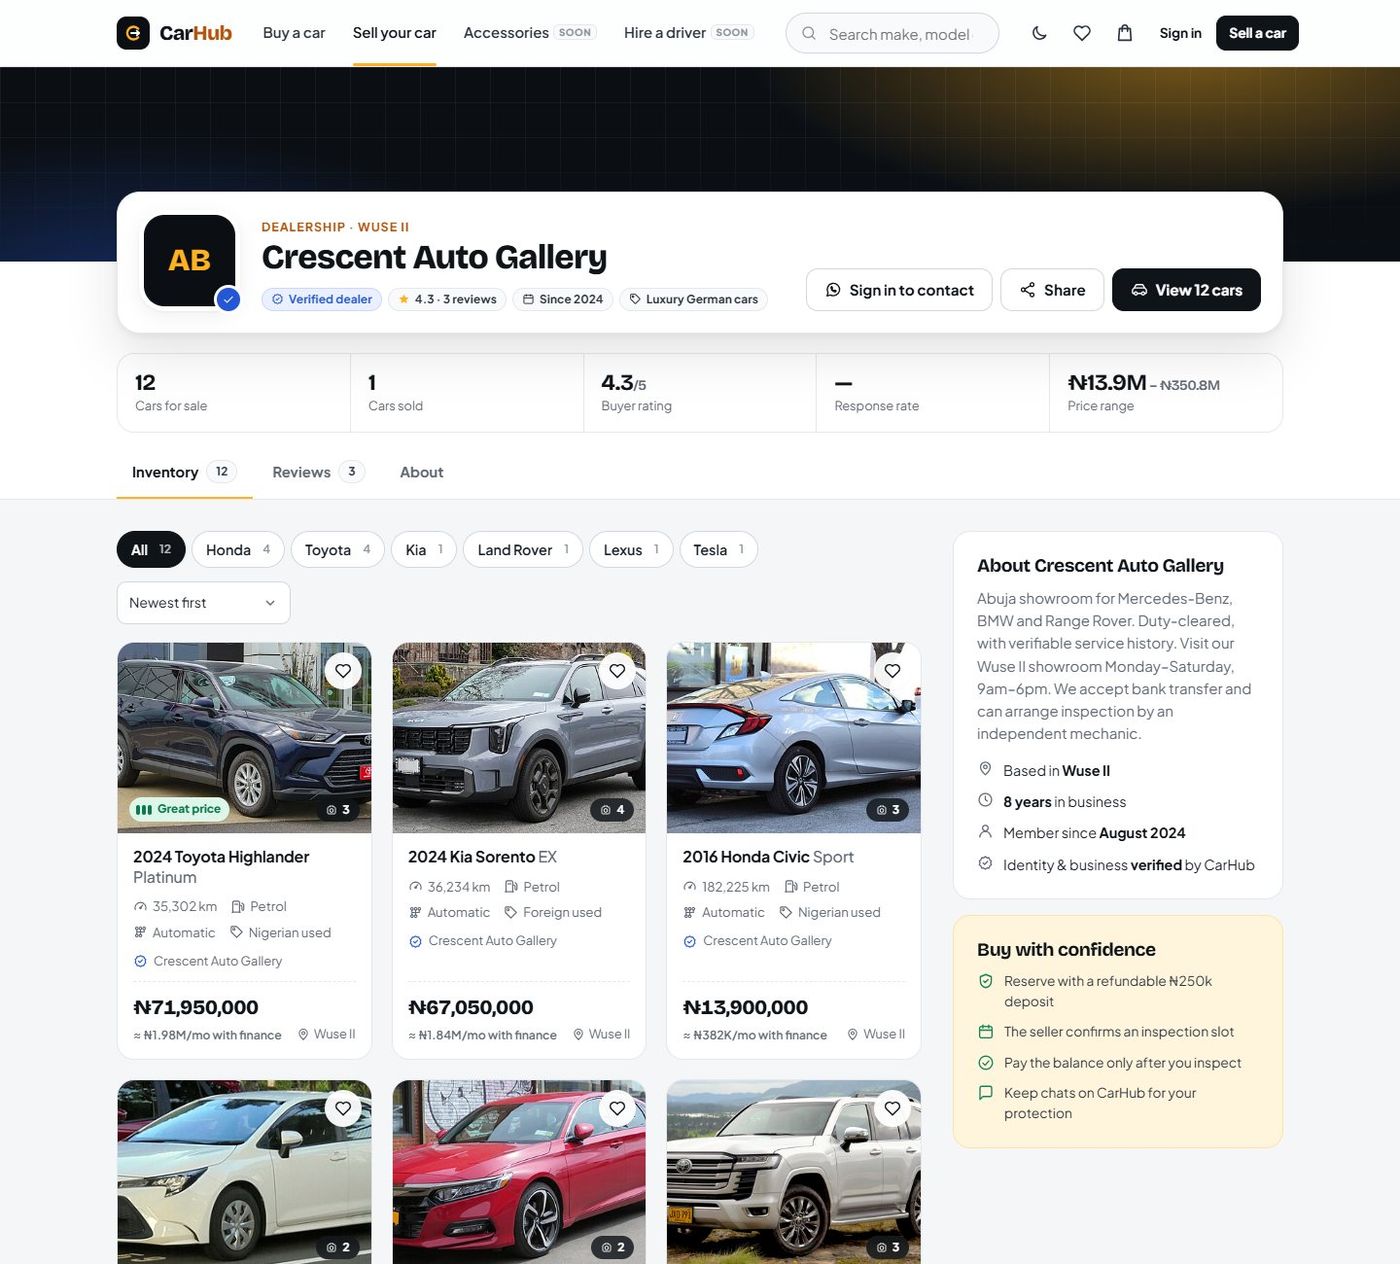 CarHub
Buy a car
Sell your car
Accessories SOON
Hire a driver SOON
Search make, model
Sign in
Sell a car
AB
DEALERSHIP · WUSE II
Crescent Auto Gallery
Verified dealer
4.3 · 3 reviews
Since 2024
Luxury German cars
Sign in to contact
Share
View 12 cars
12
Cars for sale
1
Cars sold
4.3/5
Buyer rating
—
Response rate
₦13.9M – ₦350.8M
Price range
Inventory 12
Reviews 3
About
All 12
Honda 4
Toyota 4
Kia 1
Land Rover 1
Lexus 1
Tesla 1
Newest first
Great price
3
2024 Toyota Highlander
Platinum
35,302 km
Petrol
Automatic
Nigerian used
Crescent Auto Gallery
₦71,950,000
≈ ₦1.98M/mo with finance
Wuse II
4
2024 Kia Sorento EX
36,234 km
Petrol
Automatic
Foreign used
Crescent Auto Gallery
₦67,050,000
≈ ₦1.84M/mo with finance
Wuse II
3
2016 Honda Civic Sport
182,225 km
Petrol
Automatic
Nigerian used
Crescent Auto Gallery
₦13,900,000
≈ ₦382K/mo with finance
Wuse II
2
2
3
About Crescent Auto Gallery
Abuja showroom for Mercedes-Benz,
BMW and Range Rover. Duty-cleared,
with verifiable service history. Visit our
Wuse II showroom Monday–Saturday,
9am–6pm. We accept bank transfer and
can arrange inspection by an
independent mechanic.
Based in Wuse II
8 years in business
Member since August 2024
Identity & business verified by CarHub
Buy with confidence
Reserve with a refundable ₦250k
deposit
The seller confirms an inspection slot
Pay the balance only after you inspect
Keep chats on CarHub for your
protection